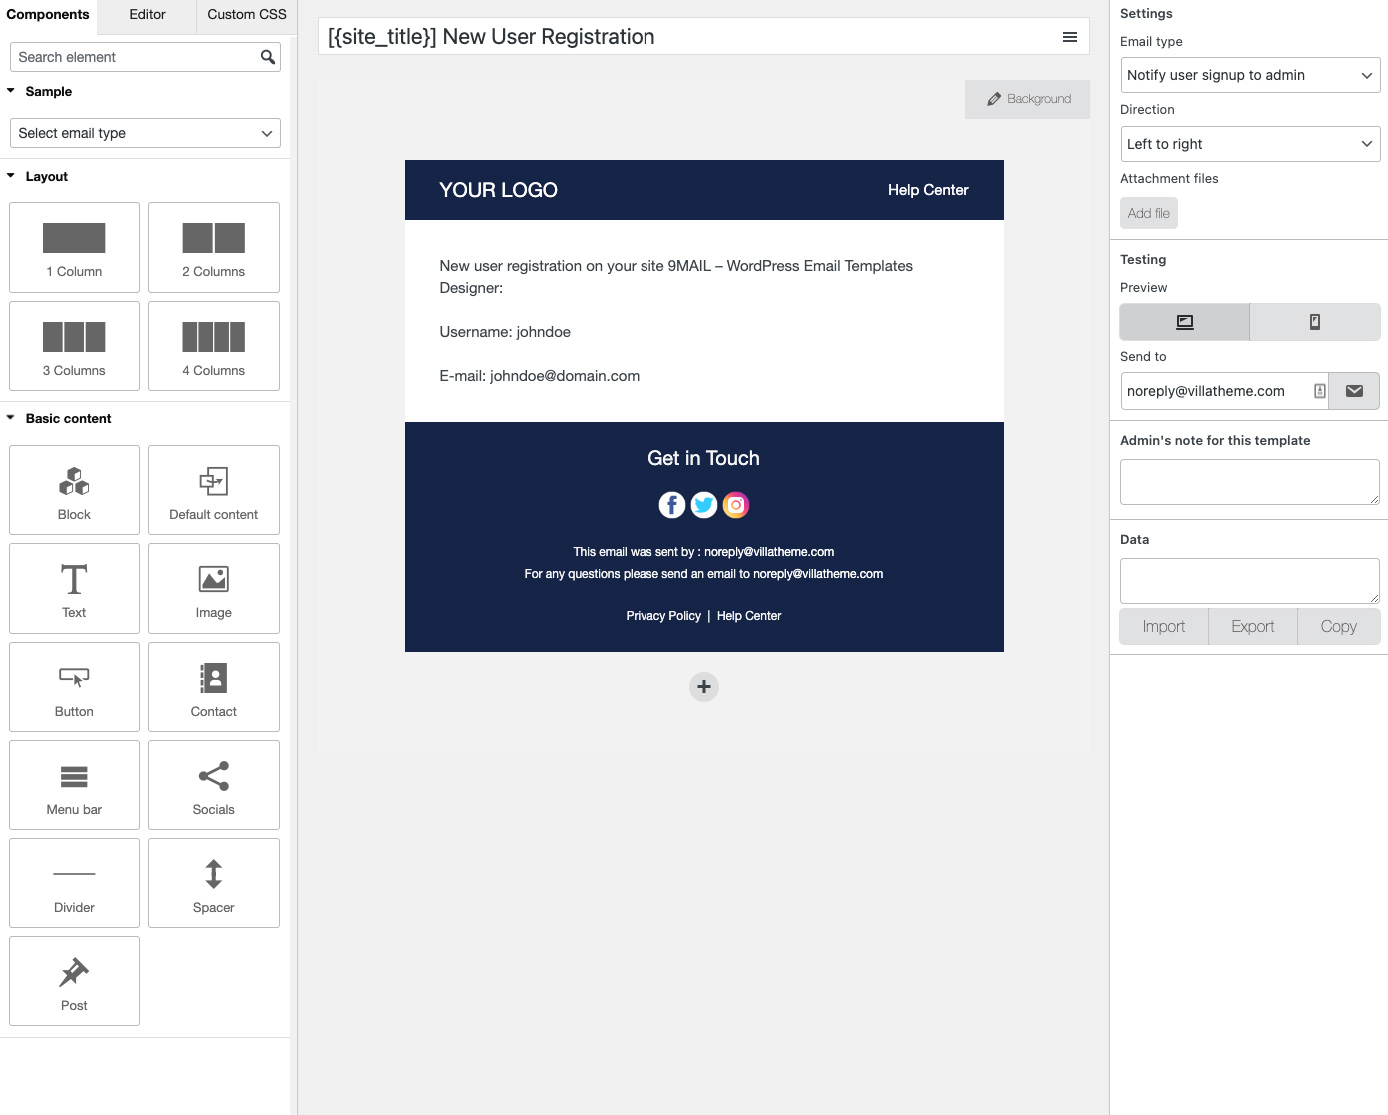 Components
Editor
Custom CSS
Search element
Sample
Select email type
Layout
1 Column
2 Columns
3 Columns
4 Columns
Basic content
Block
Default content
Text
Image
Button
Contact
Menu bar
Socials
Divider
Spacer
Post
[{site_title}] New User Registration
Background
YOUR LOGO
Help Center
New user registration on your site 9MAIL – WordPress Email Templates
Designer:
Username: johndoe
E-mail: johndoe@domain.com
Get in Touch
This email was sent by : noreply@villatheme.com
For any questions please send an email to noreply@villatheme.com
Privacy Policy | Help Center
Settings
Email type
Notify user signup to admin
Direction
Left to right
Attachment files
Add file
Testing
Preview
Send to
noreply@villatheme.com
Admin's note for this template
Data
Import
Export
Copy